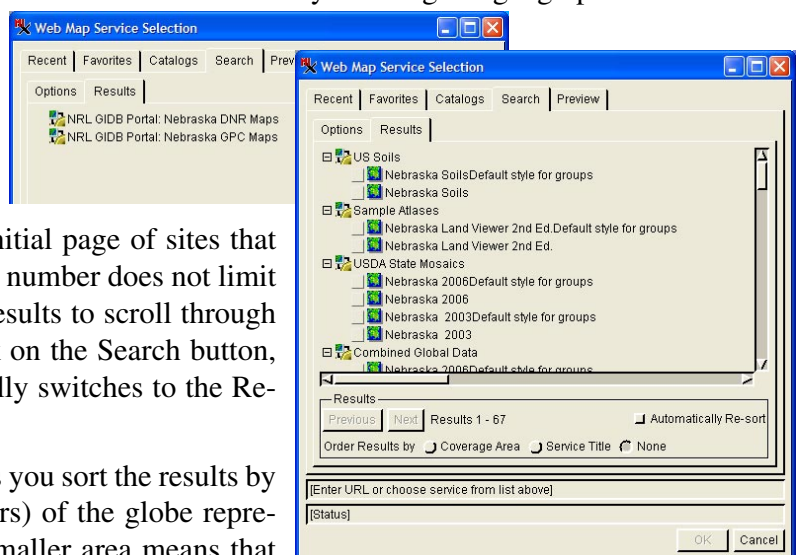 Web Map Service Selection
Recent Favorites Catalogs Search
Options Results
NRL GIDB Portal: Nebraska DNR Maps
NRL GIDB Portal: Nebraska GPC Maps
Web Map Service Selection
Recent Favorites Catalogs Search Preview
Options Results
US Soils
Nebraska SoilsDefault style for groups
Nebraska Soils
Sample Atlases
Nebraska Land Viewer 2nd Ed.Default style for groups
Nebraska Land Viewer 2nd Ed.
USDA State Mosaics
Nebraska 2006Default style for groups
Nebraska 2006
Nebraska 2003Default style for groups
Nebraska 2003
Combined Global Data
Nebraska 2006Default style for groups
Results
Previous Next Results 1 - 67 Automatically Re-sort
Order Results by Coverage Area Service Title None
[Enter URL or choose service from list above]
[Status]
OK Cancel
nitial page of sites that
number does not limit
esults to scroll through
on the Search button,
lly switches to the Re-
you sort the results by
rs) of the globe repre-
maller area means that